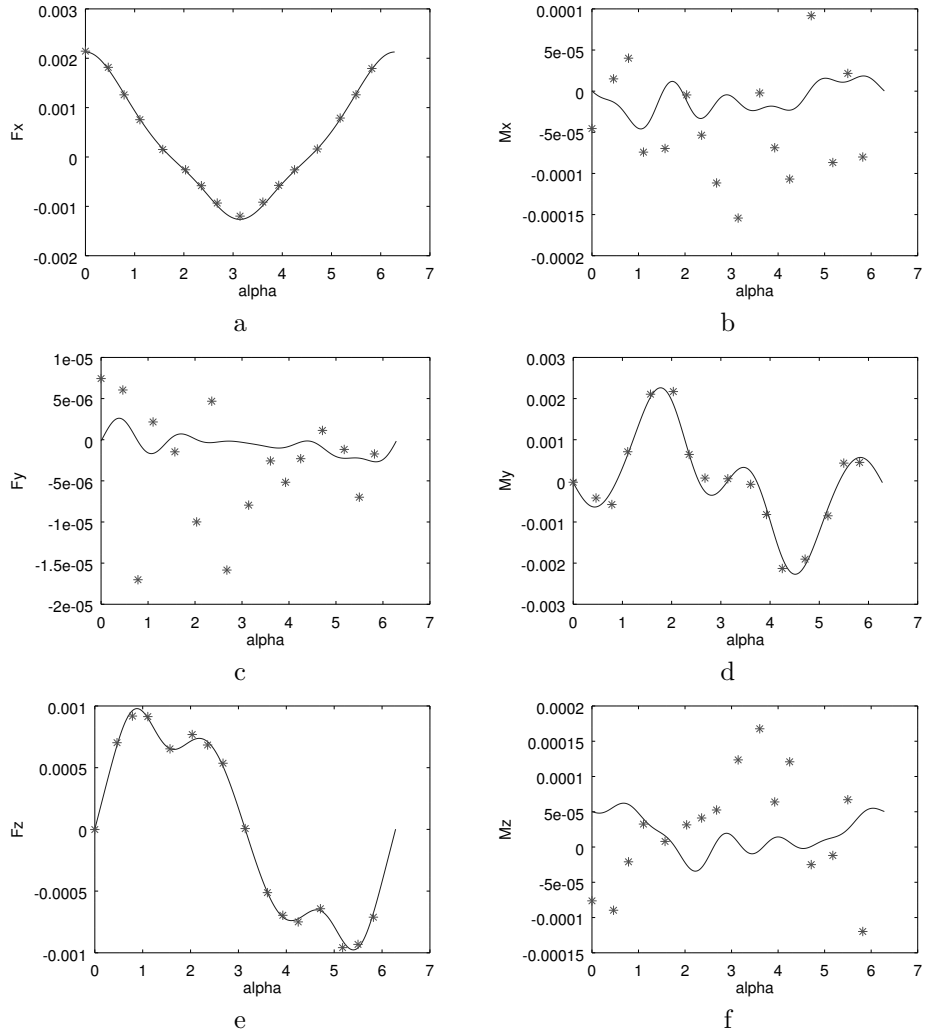 0.003
0.002
0.001
0
-0.001
-0.002
Fx
0 1 2 3 4 5 6 7
alpha
a
0.0001
5e-05
0
-5e-05
-0.0001
-0.00015
-0.0002
Mx
0 1 2 3 4 5 6 7
alpha
b
1e-05
5e-06
0
-5e-06
-1e-05
-1.5e-05
-2e-05
Fy
0 1 2 3 4 5 6 7
alpha
c
0.003
0.002
0.001
0
-0.001
-0.002
-0.003
My
0 1 2 3 4 5 6 7
alpha
d
0.001
0.0005
0
-0.0005
-0.001
Fz
0 1 2 3 4 5 6 7
alpha
e
0.0002
0.00015
0.0001
5e-05
0
-5e-05
-0.0001
-0.00015
Mz
0 1 2 3 4 5 6 7
alpha
f